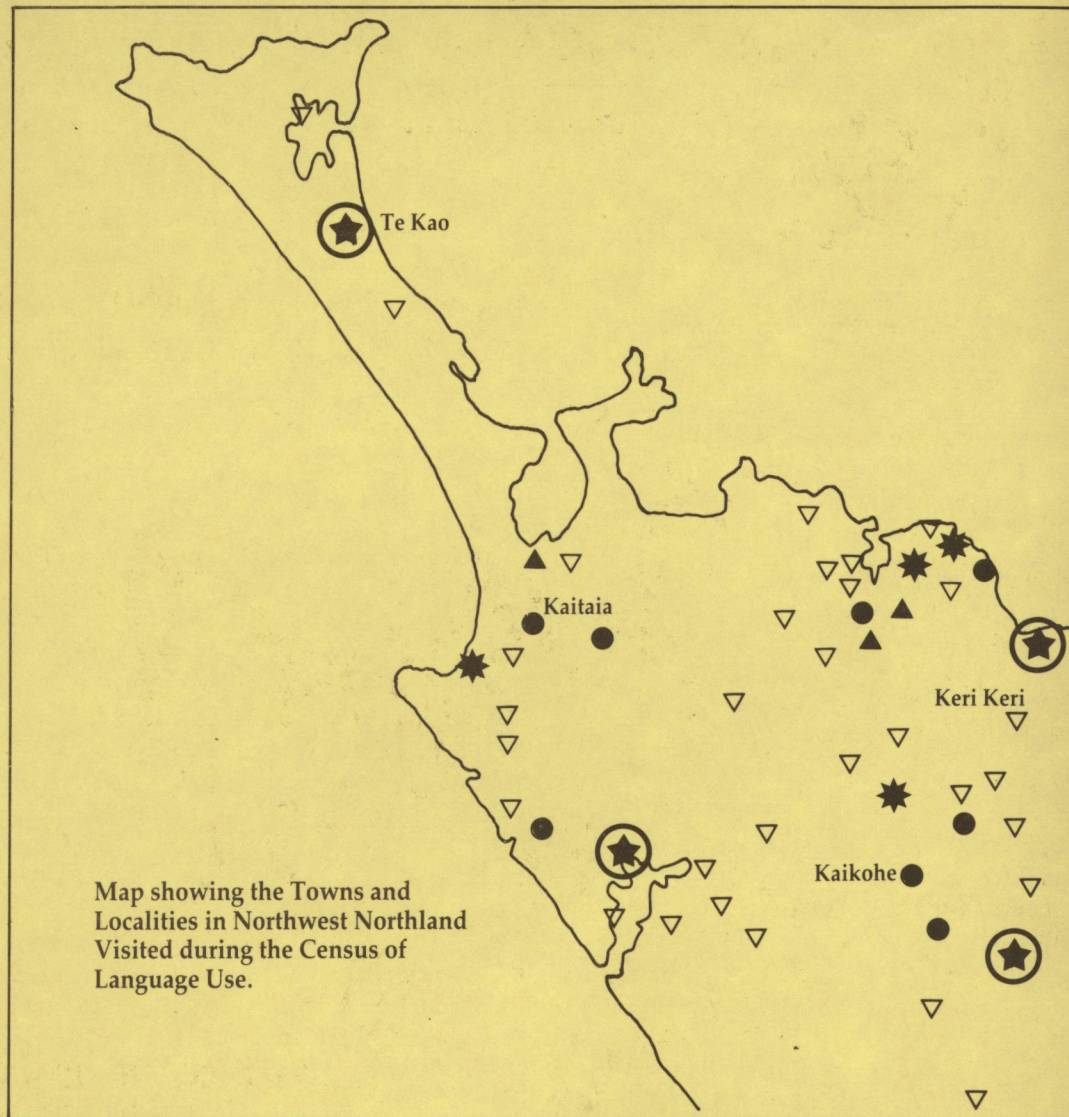 Te Kao
Kaitaia
Keri Keri
Kaikohe
Map showing the Towns and
Localities in Northwest Northland
Visited during the Census of
Language Use.